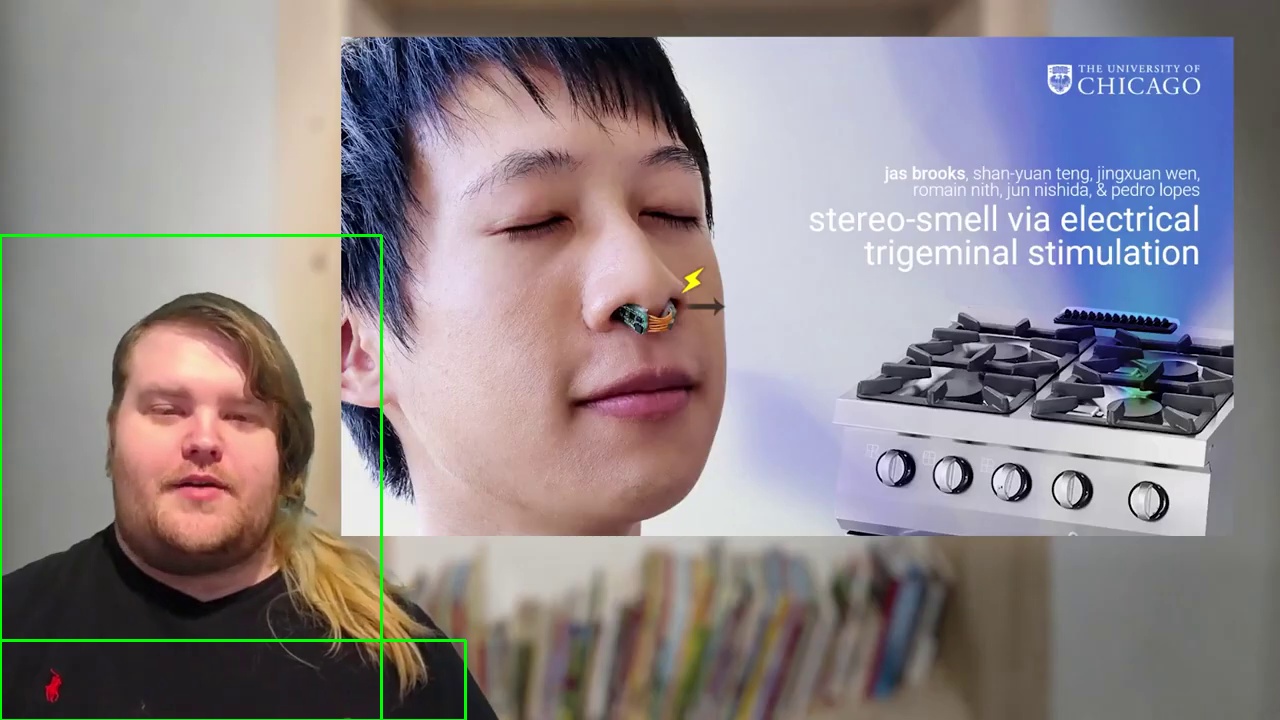 THE UNIVERSITY OF
CHICAGO
jas brooks, shan-yuan teng, jingxuan wen,
romain nith, jun nishida, & pedro lopes
stereo-smell via electrical
trigeminal stimulation